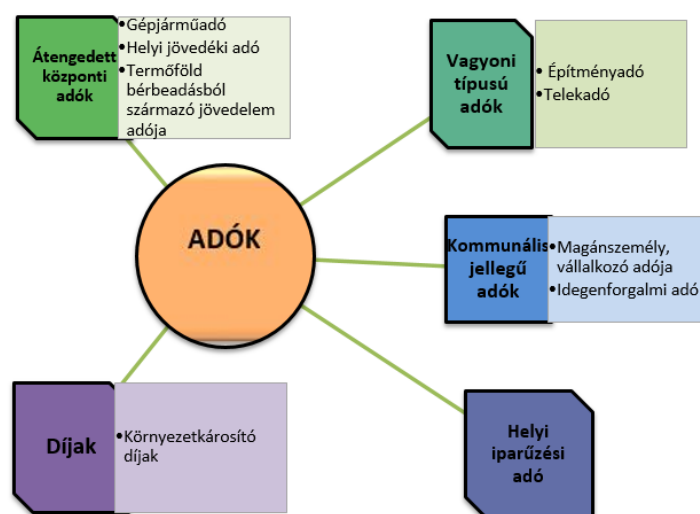 Átengedett
központi
adók
•Gépjárműadó
•Helyi jövedéki adó
•Termőföld
bérbeadásból
származó jövedelem
adója
Vagyoni
típusú
adók
• Építményadó
•Telekadó
ADÓK
Kommunális
jellegű
adók
•Magánszemély,
vállalkozó adója
•Idegenforgalmi adó
Díjak
•Környezetkárosító
díjak
Helyi
iparűzési
adó